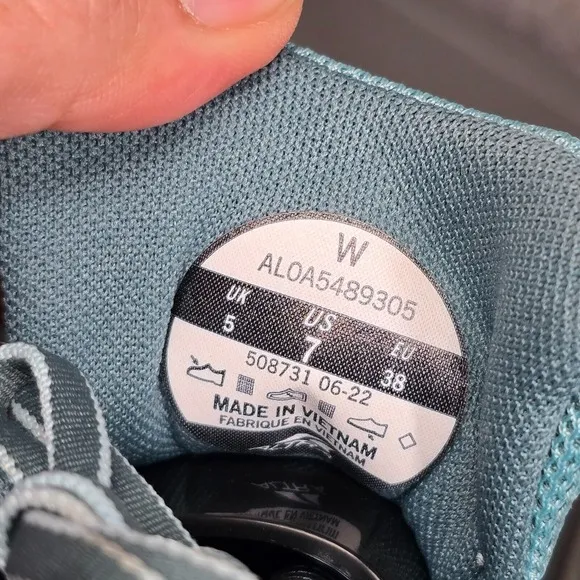 W
AL0A5489305
UK US EU
5 7 38
508731 06-22
MADE IN VIETNAM
FABRIQUE EN VIETNAM